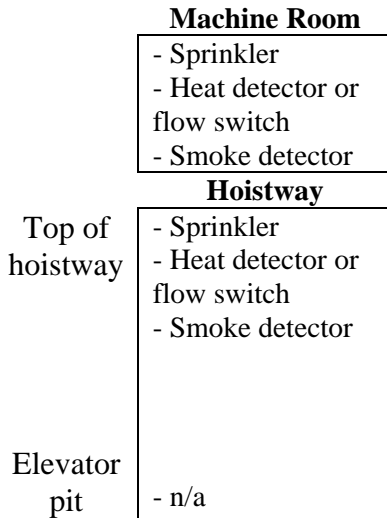 Machine Room
- Sprinkler
- Heat detector or
flow switch
- Smoke detector
Hoistway
Top of
hoistway
- Sprinkler
- Heat detector or
flow switch
- Smoke detector
Elevator
pit
- n/a